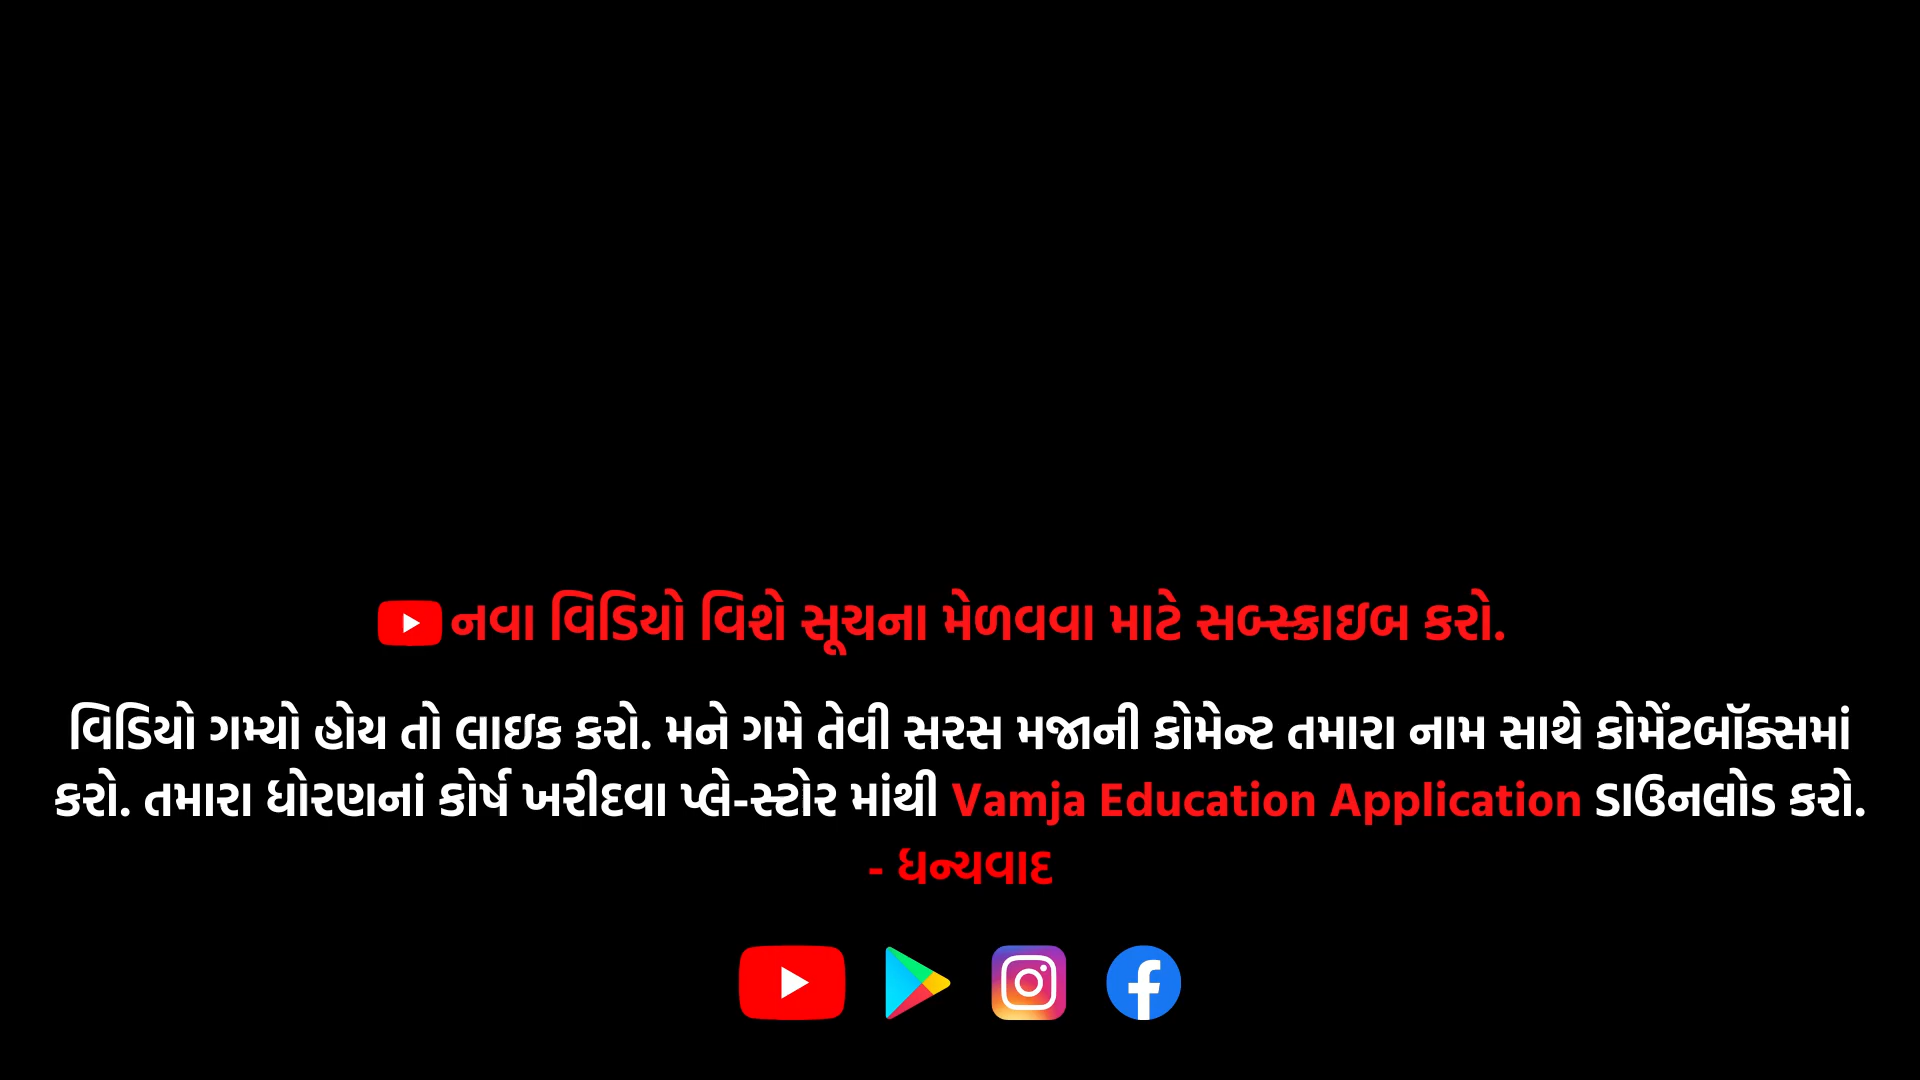 નવા વિડિયો વિશે સૂચના મેળવવા માટે સબ્સ્ક્રાઇબ કરો.
વિડિયો ગમ્યો હોય તો લાઇક કરો. મને ગમે તેવી સરસ મજાની કોમેન્ટ તમારા નામ સાથે કોમેંટબૉક્સમાં
કરો. તમારા ધોરણનાં કોર્ષ ખરીદવા પ્લે-સ્ટોર માંથી Vamja Education Application ડાઉનલોડ કરો.
- ધન્યવાદ